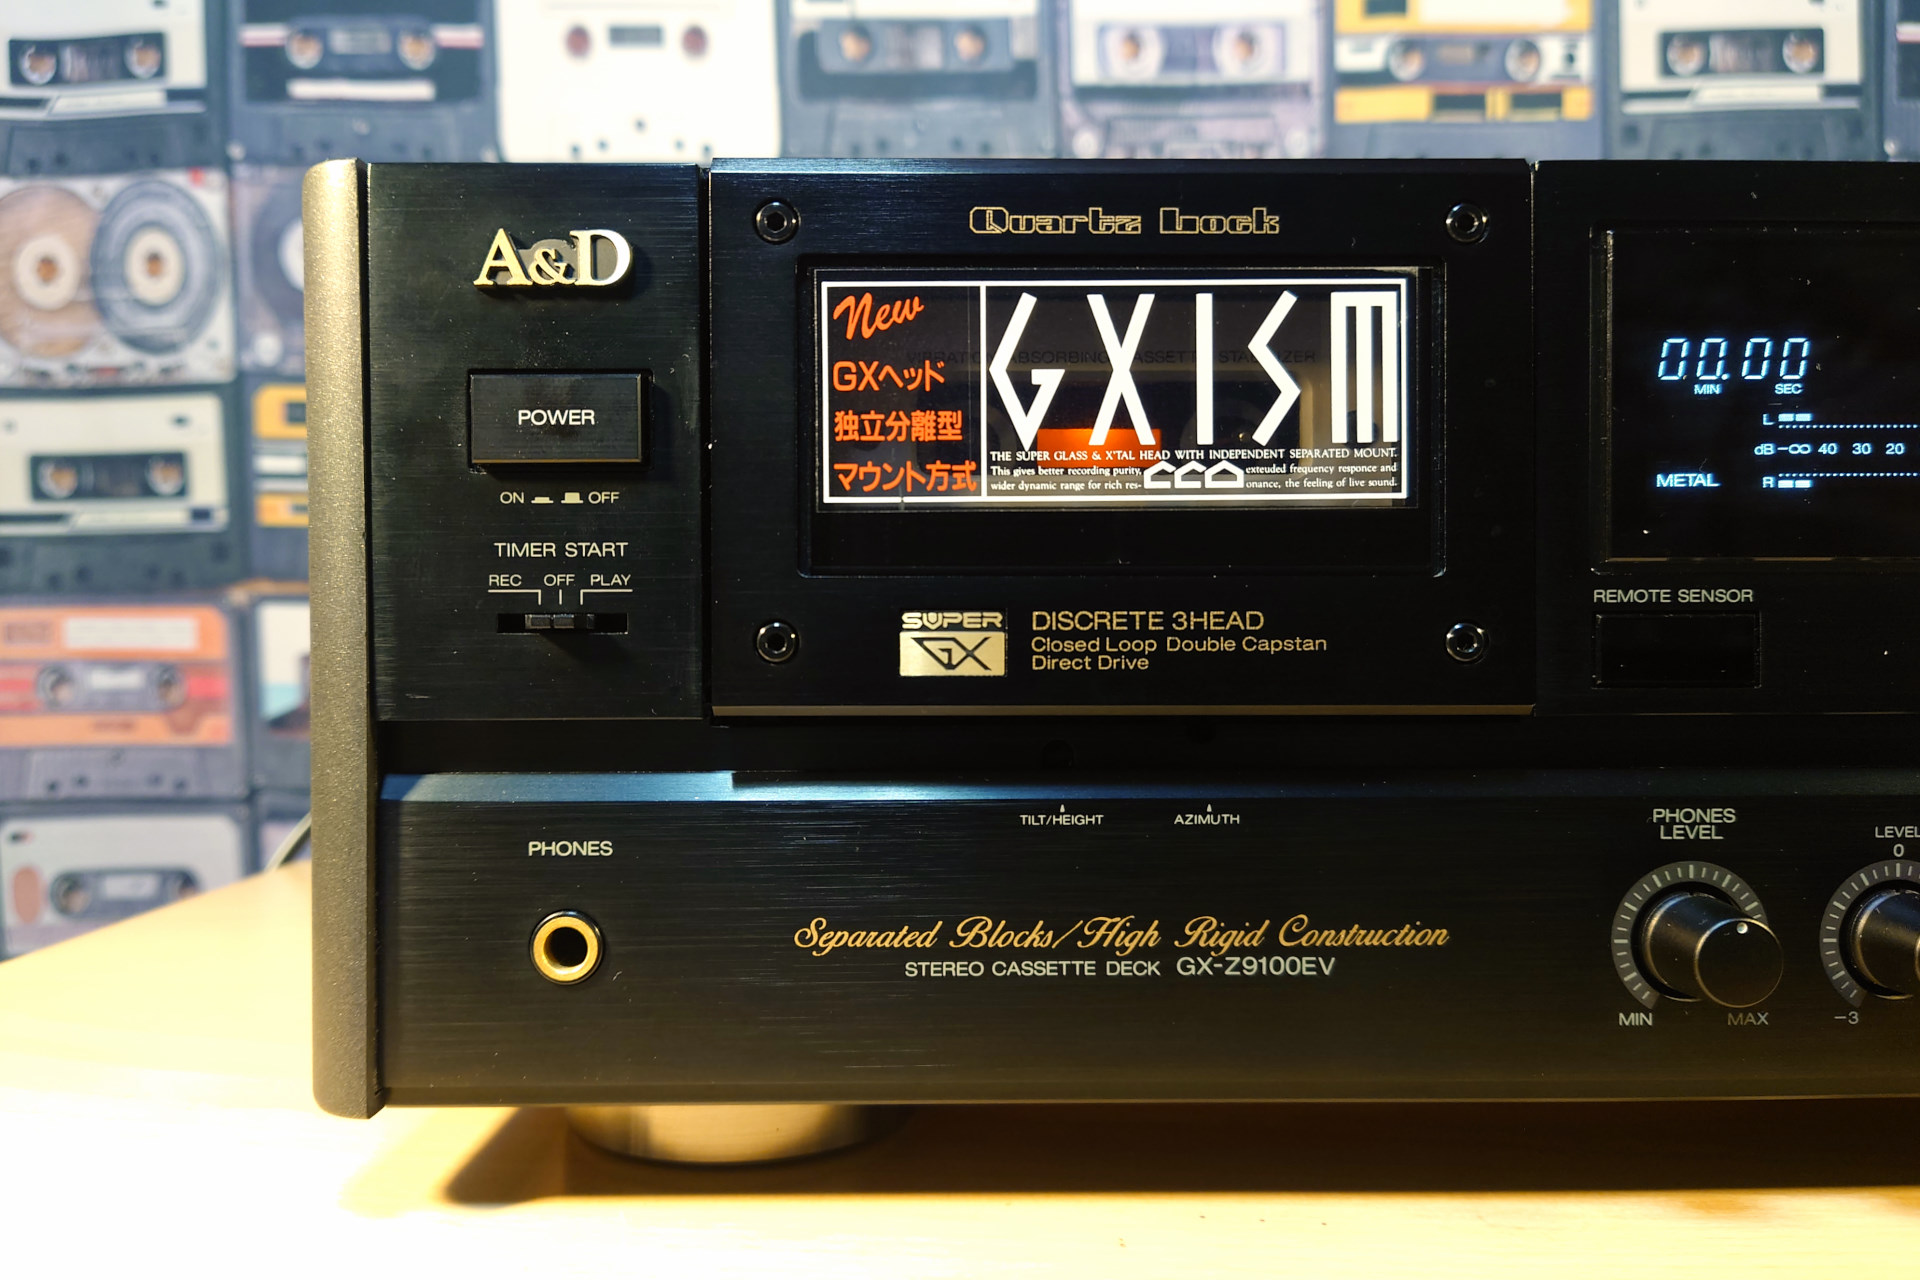 A&D
POWER
ON OFF
TIMER START
REC OFF PLAY
Quartz Lock
New
GXヘッド
独立分離型
マウント方式
GXISM
VIBRATION ABSORBING CASSETTE STABILIZER
THE SUPER GLASS & X'TAL HEAD WITH INDEPENDENT SEPARATED MOUNT.
This gives better recording purity, exteuded frequency responce and
wider dynamic range for rich res- onance, the feeling of live sound.
SUPER
GX
DISCRETE 3HEAD
Closed Loop Double Capstan
Direct Drive
00.00
MIN SEC
L
dB -∞ 40 30 20
METAL
R
REMOTE SENSOR
TILT/HEIGHT
AZIMUTH
PHONES
Separated Blocks/High Rigid Construction
STEREO CASSETTE DECK GX-Z9100EV
PHONES
LEVEL
MIN MAX
LEVEL
0
-3